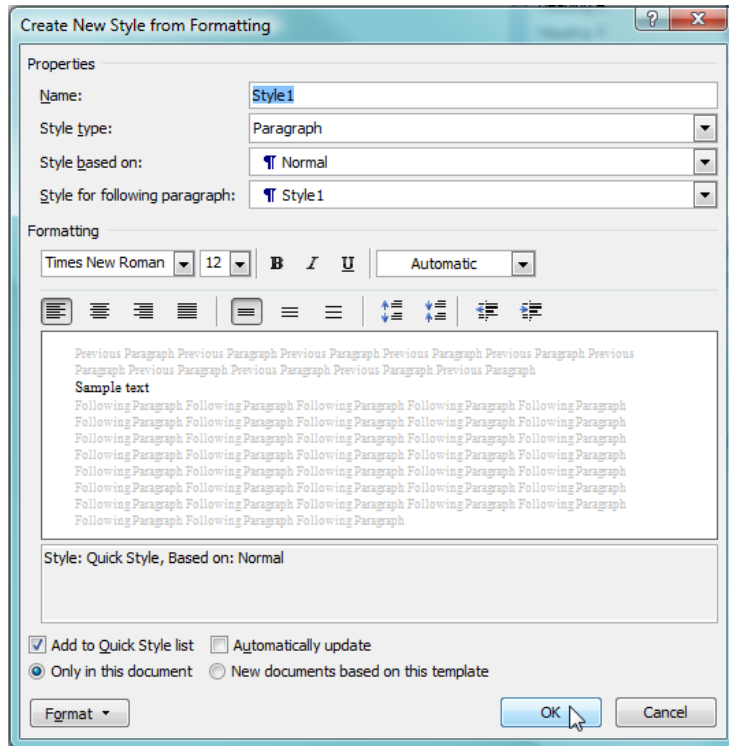 Create New Style from Formatting
Properties
Name: Style1
Style type: Paragraph
Style based on: ¶ Normal
Style for following paragraph: ¶ Style1
Formatting
Times New Roman 12 B I U Automatic
Previous Paragraph Previous Paragraph Previous Paragraph Previous Paragraph Previous Paragraph Previous
Paragraph Previous Paragraph Previous Paragraph Previous Paragraph Previous Paragraph
Sample text
Following Paragraph Following Paragraph Following Paragraph Following Paragraph Following Paragraph
Following Paragraph Following Paragraph Following Paragraph Following Paragraph Following Paragraph
Following Paragraph Following Paragraph Following Paragraph Following Paragraph Following Paragraph
Following Paragraph Following Paragraph Following Paragraph Following Paragraph Following Paragraph
Following Paragraph Following Paragraph Following Paragraph Following Paragraph Following Paragraph
Following Paragraph Following Paragraph Following Paragraph Following Paragraph Following Paragraph
Following Paragraph Following Paragraph Following Paragraph Following Paragraph Following Paragraph
Following Paragraph Following Paragraph Following Paragraph
Style: Quick Style, Based on: Normal
Add to Quick Style list Automatically update
Only in this document New documents based on this template
Format OK Cancel